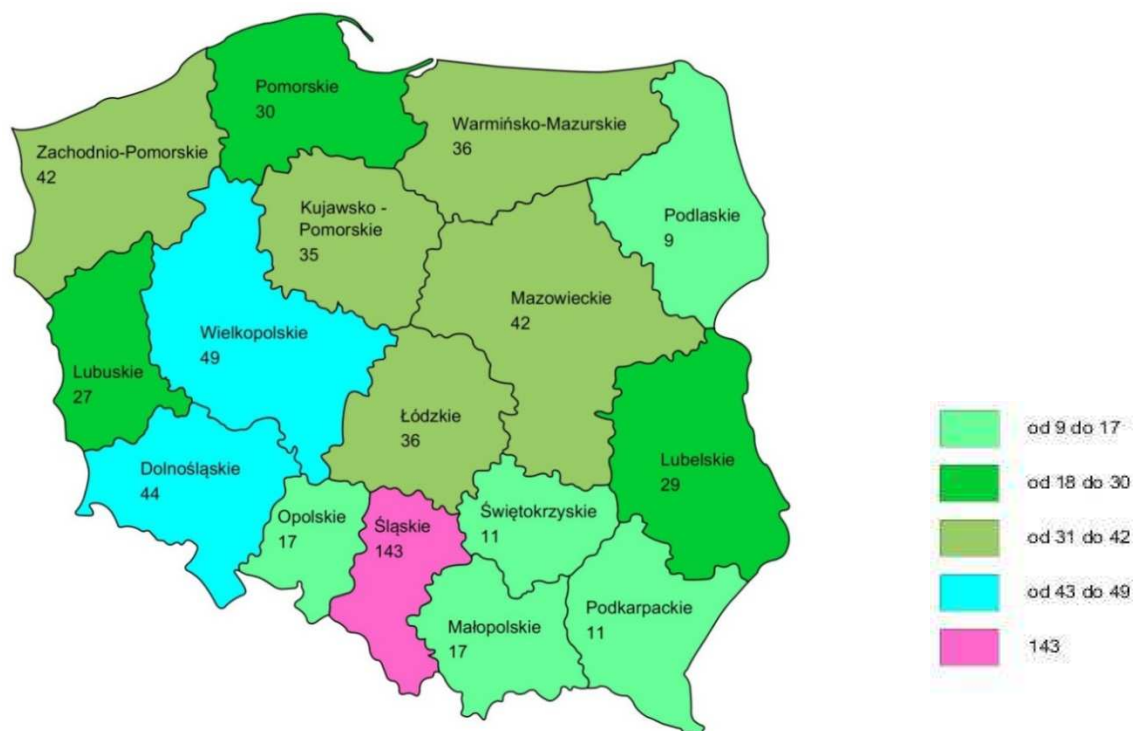 Pomorskie
30
Warmińsko-Mazurskie
36
Zachodnio-Pomorskie
42
Kujawsko -
Pomorskie
35
Podlaskie
9
Mazowieckie
42
Wielkopolskie
49
Lubuskie
27
Łódzkie
36
Lubelskie
29
Dolnośląskie
44
Opolskie
17
Śląskie
143
Świętokrzyskie
11
Małopolskie
17
Podkarpackie
11
od 9 do 17
od 18 do 30
od 31 do 42
od 43 do 49
143